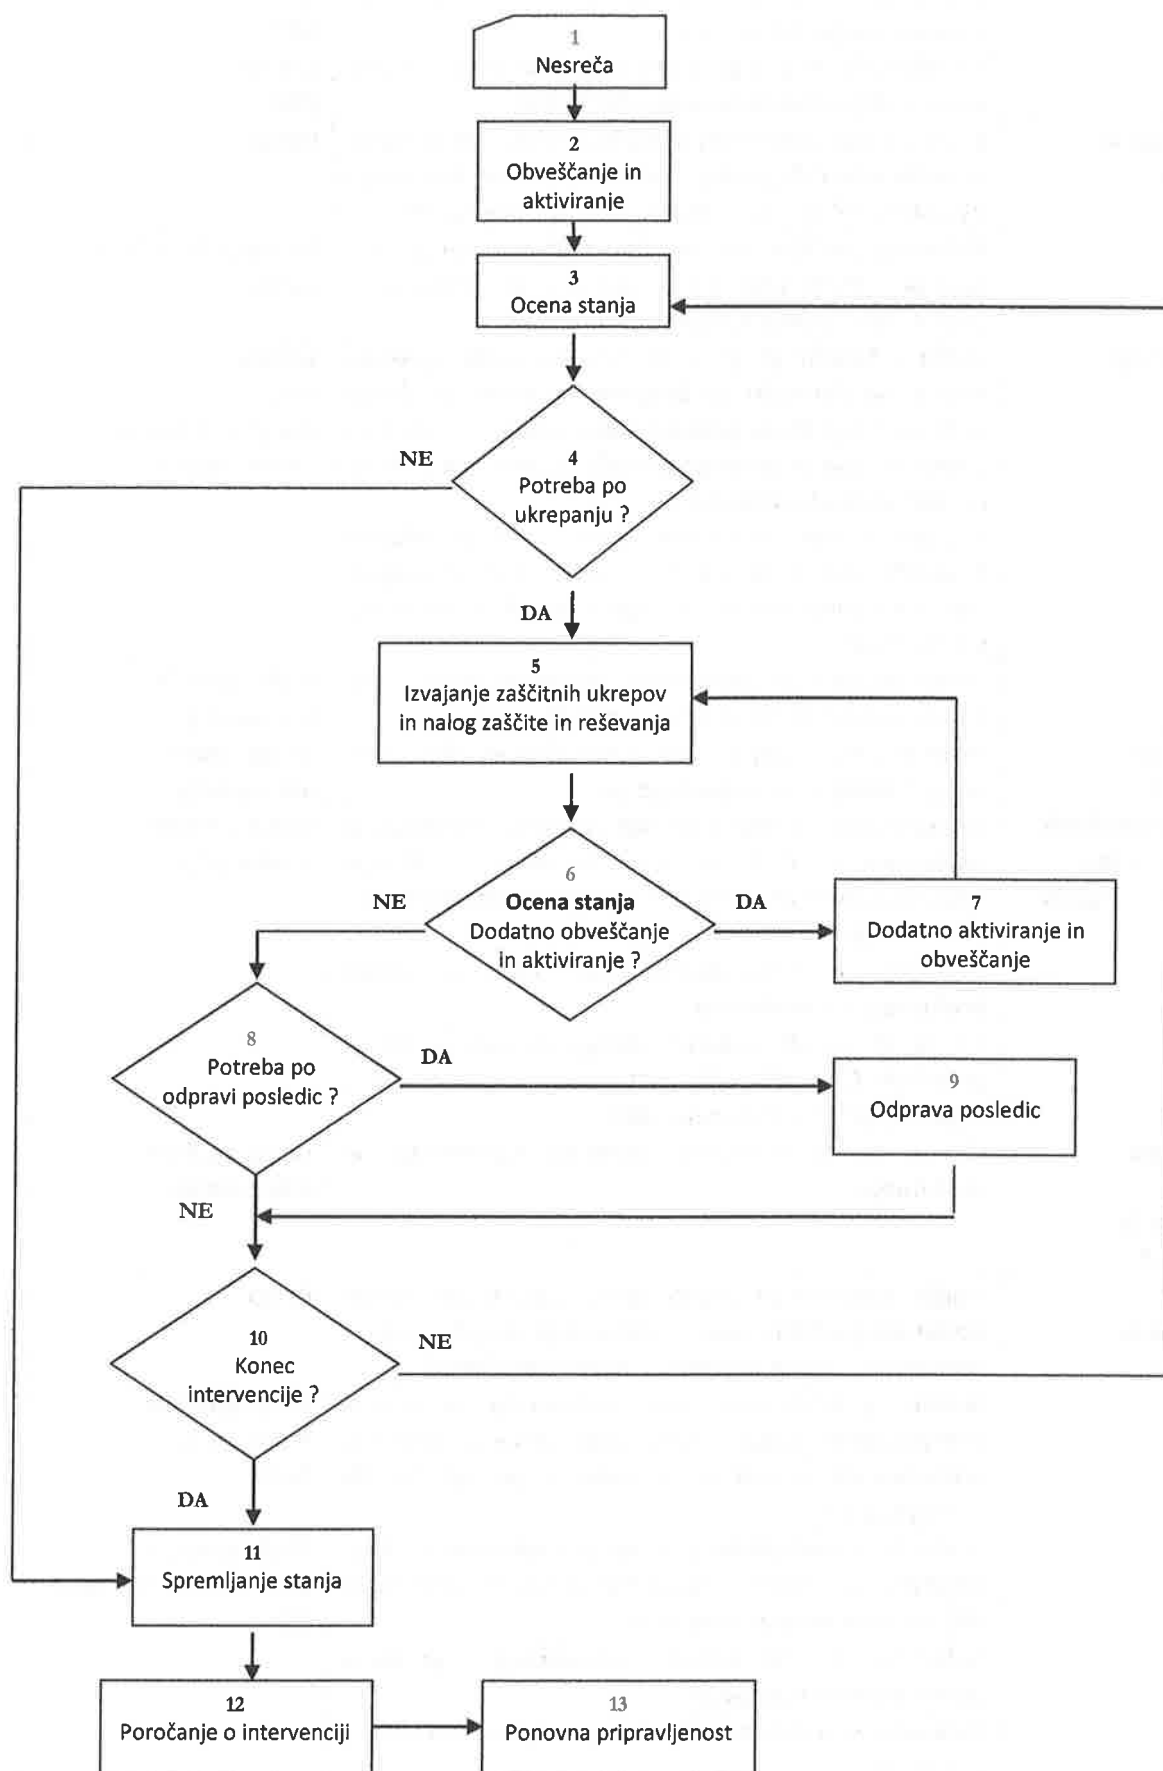 1
Nesreča
2
Obveščanje in
aktiviranje
3
Ocena stanja
NE
4
Potreba po
ukrepanju ?
DA
5
Izvajanje zaščitnih ukrepov
in nalog zaščite in reševanja
NE
6
Ocena stanja
Dodatno obveščanje
in aktiviranje ?
DA
7
Dodatno aktiviranje in
obveščanje
8
Potreba po
odpravi posledic ?
DA
9
Odprava posledic
NE
10
Konec
intervencije ?
NE
DA
11
Spremljanje stanja
12
Poročanje o intervenciji
13
Ponovna pripravljenost